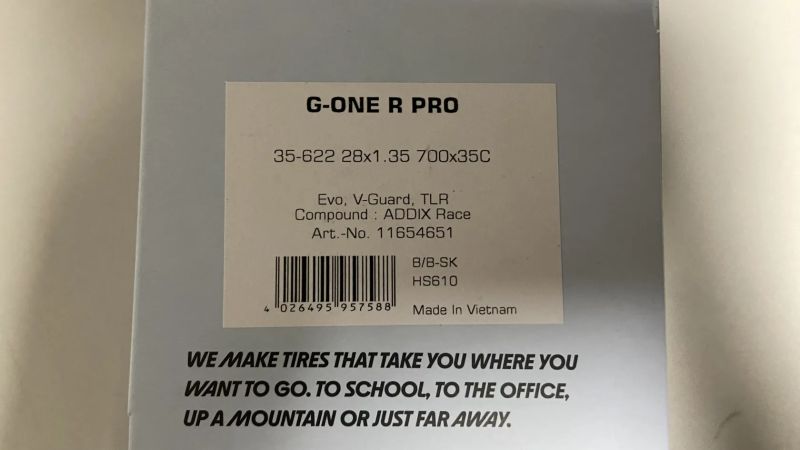 G-ONE R PRO
35-622 28x1.35 700x35C
Evo, V-Guard, TLR
Compound : ADDIX Race
Art.-No. 11654651
B/B-SK
HS610
4 026495 957588
Made In Vietnam
WE MAKE TIRES THAT TAKE YOU WHERE YOU
WANT TO GO. TO SCHOOL, TO THE OFFICE,
UP A MOUNTAIN OR JUST FAR AWAY.